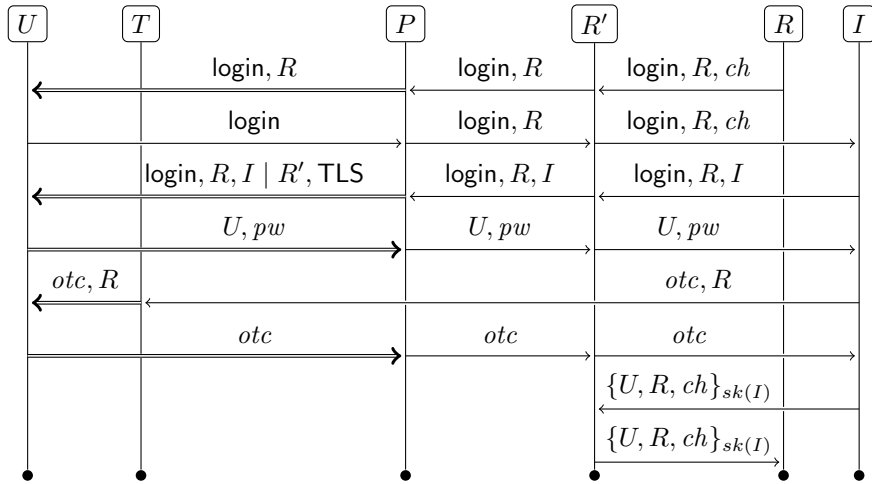 U T P R′ R I
login, R login, R login, R, ch
login login, R login, R, ch
login, R, I | R′, TLS login, R, I login, R, I
U, pw U, pw U, pw
otc, R otc, R
otc otc otc
{U, R, ch}sk(I)
{U, R, ch}sk(I)